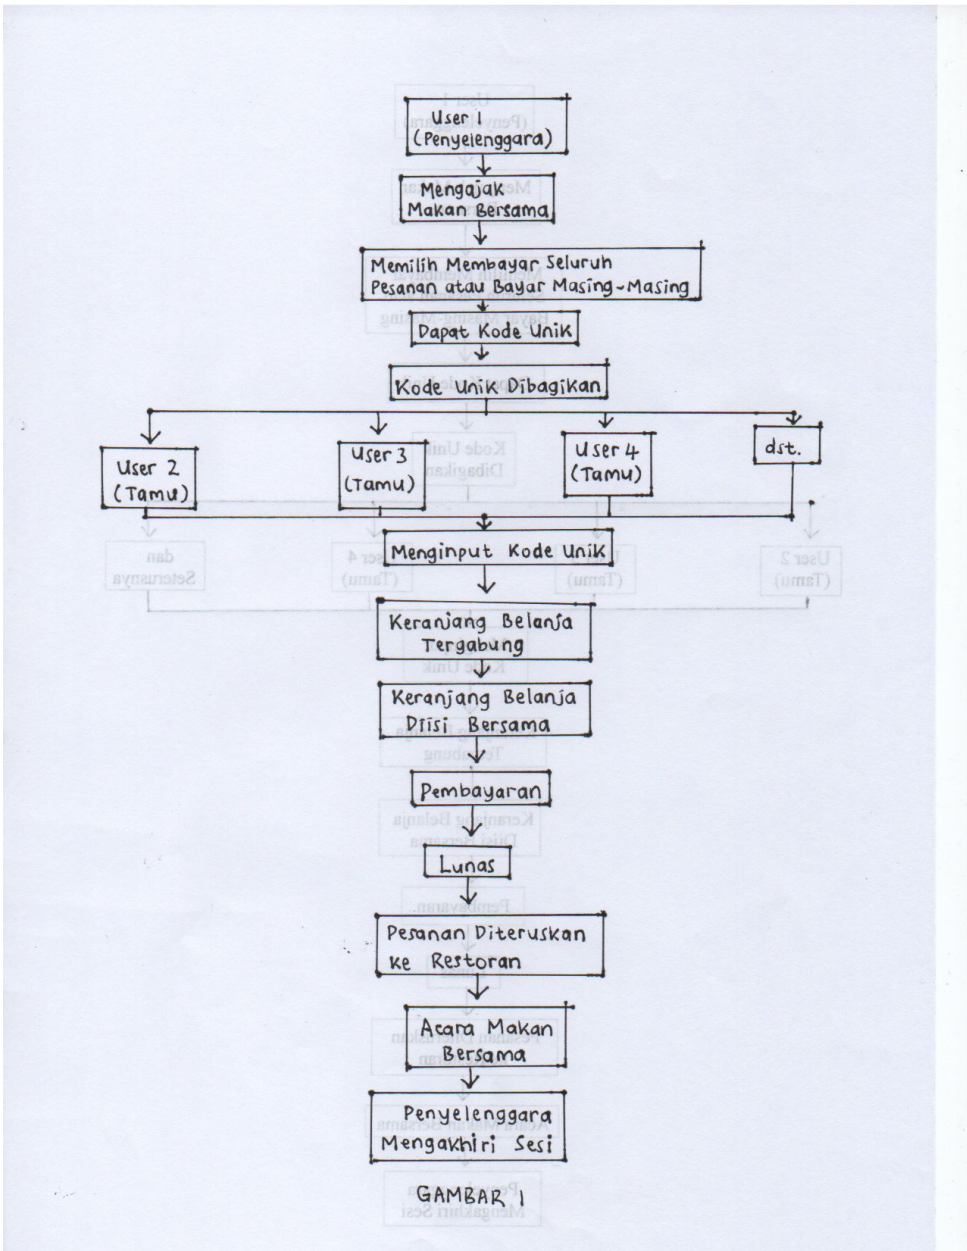 User 1
(Penyelenggara)
Mengajak
Makan Bersama
Memilih Membayar Seluruh
Pesanan atau Bayar Masing-Masing
Dapat Kode Unik
Kode Unik Dibagikan
User 2
(Tamu)
User 3
(Tamu)
User 4
(Tamu)
dst.
Menginput Kode Unik
Keranjang Belanja
Tergabung
Keranjang Belanja
Diisi Bersama
Pembayaran
Lunas
Pesanan Diteruskan
Ke Restoran
Acara Makan
Bersama
Penyelenggara
Mengakhiri Sesi
GAMBAR 1